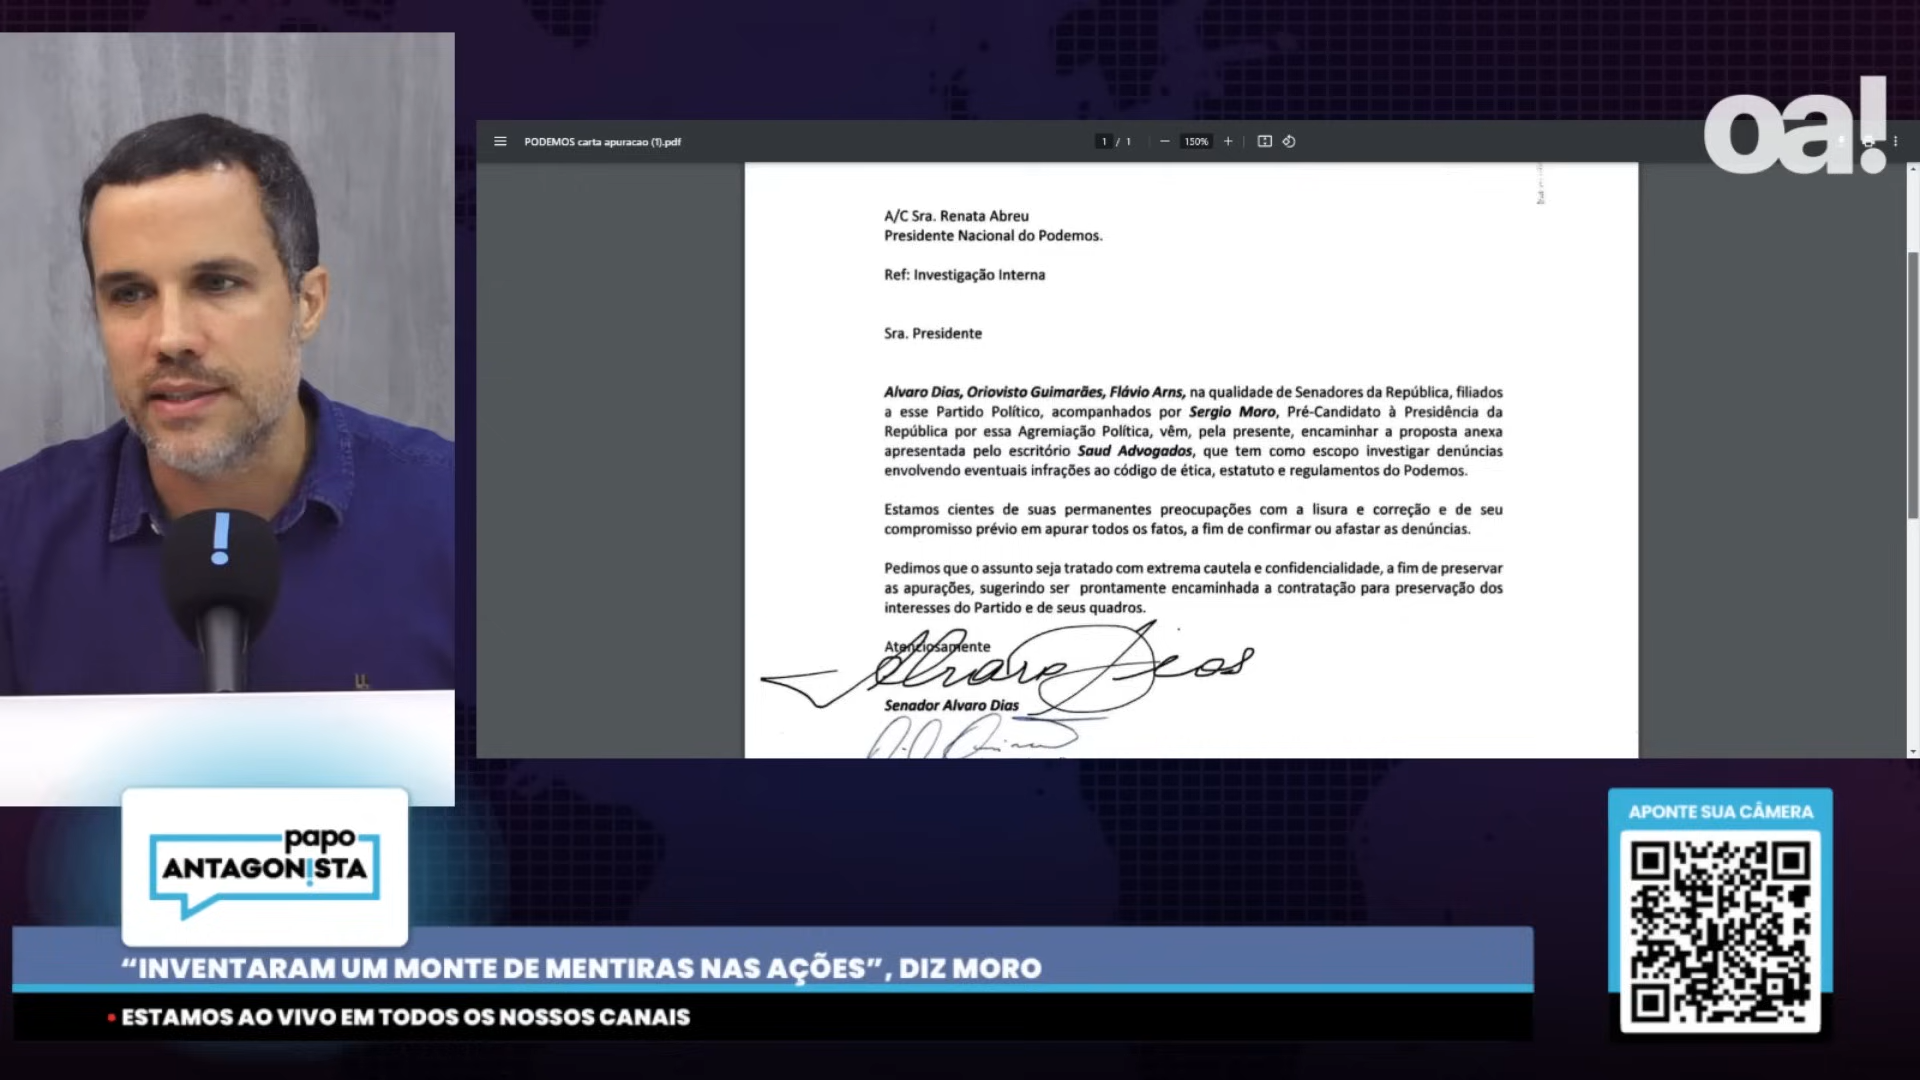 oa!
PODEMOS carta apuracao (1).pdf
1 / 1
150%
A/C Sra. Renata Abreu
Presidente Nacional do Podemos.
Ref: Investigação Interna
Sra. Presidente
Alvaro Dias, Oriovisto Guimarães, Flávio Arns, na qualidade de Senadores da República, filiados
a esse Partido Político, acompanhados por Sergio Moro, Pré-Candidato à Presidência da
República por essa Agremiação Política, vêm, pela presente, encaminhar a proposta anexa
apresentada pelo escritório Saud Advogados, que tem como escopo investigar denúncias
envolvendo eventuais infrações ao código de ética, estatuto e regulamentos do Podemos.
Estamos cientes de suas permanentes preocupações com a lisura e correção e de seu
compromisso prévio em apurar todos os fatos, a fim de confirmar ou afastar as denúncias.
Pedimos que o assunto seja tratado com extrema cautela e confidencialidade, a fim de preservar
as apurações, sugerindo ser prontamente encaminhada a contratação para preservação dos
interesses do Partido e de seus quadros.
Atenciosamente
Alvaro Dias
Senador Alvaro Dias
papo
ANTAGON!STA
APONTE SUA CÂMERA
“INVENTARAM UM MONTE DE MENTIRAS NAS AÇÕES”, DIZ MORO
• ESTAMOS AO VIVO EM TODOS OS NOSSOS CANAIS